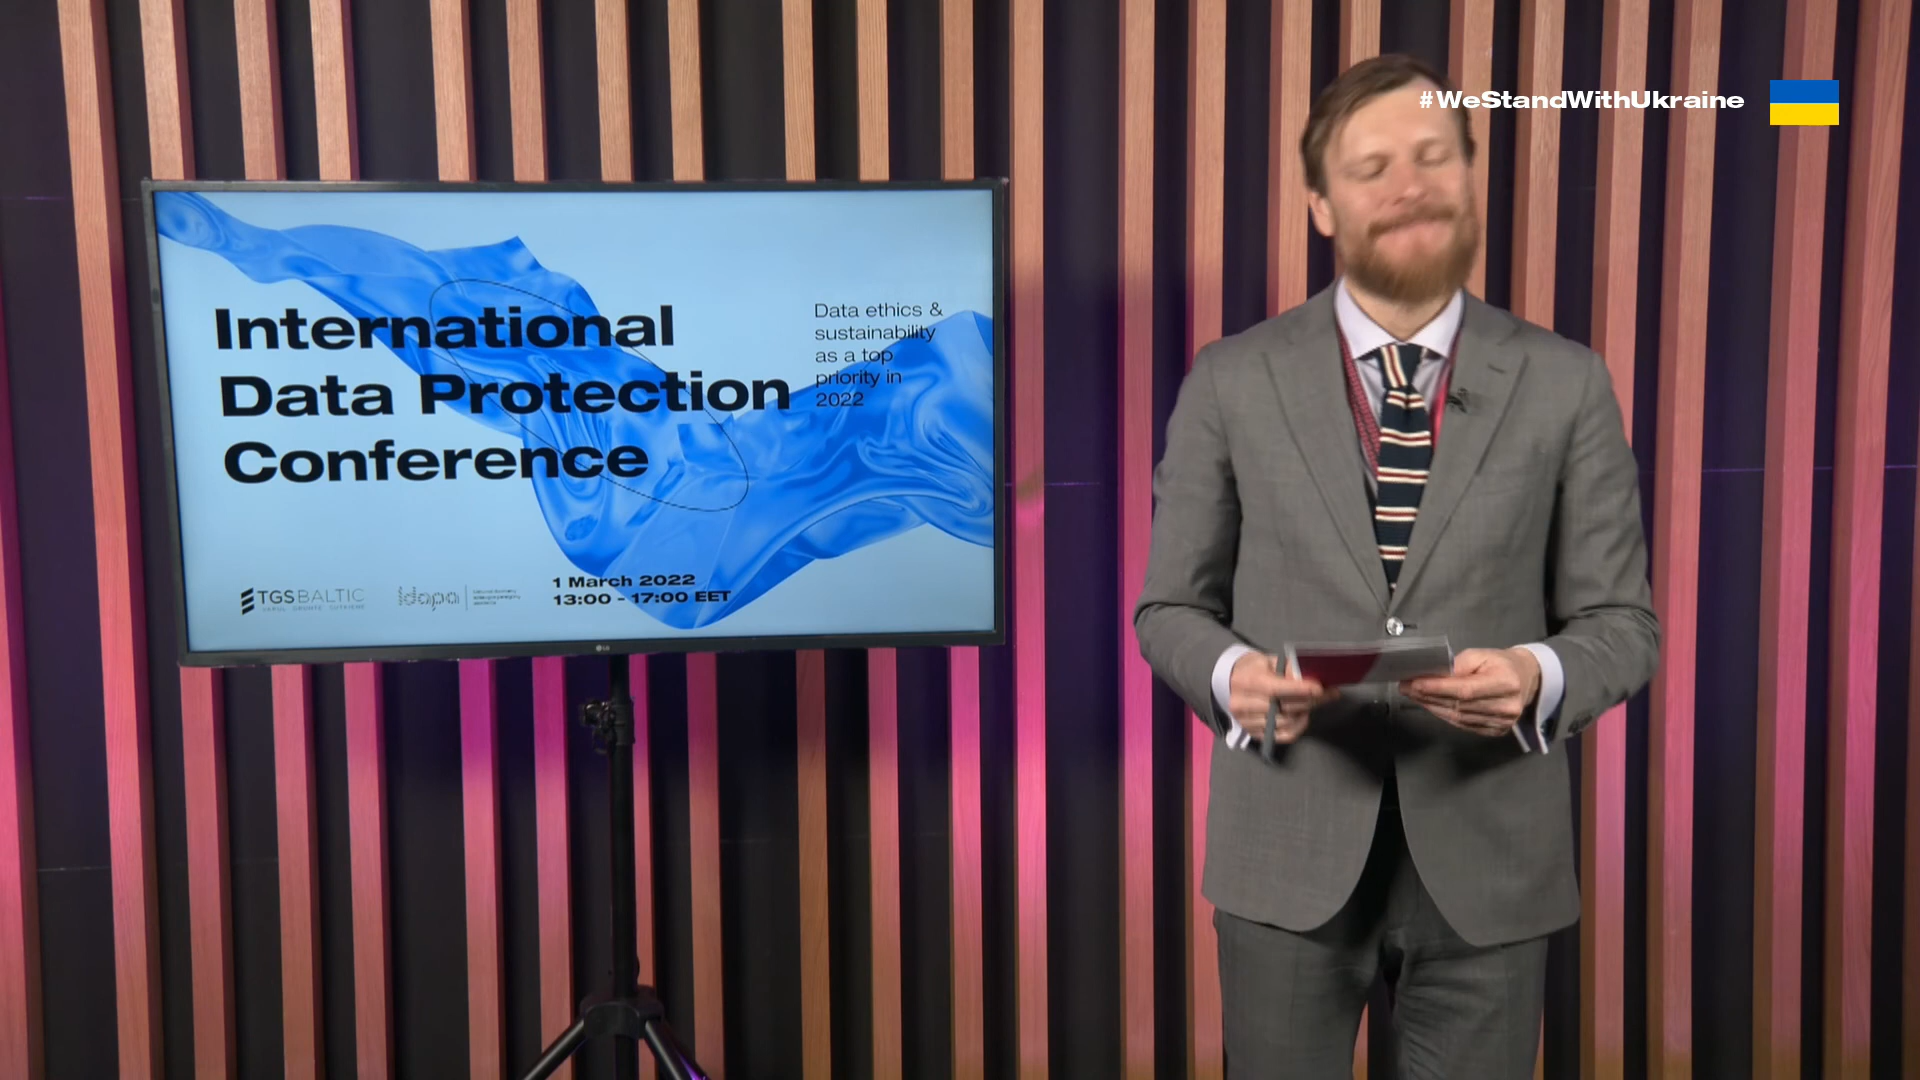 #WeStandWithUkraine
International
Data Protection
Conference
Data ethics &
sustainability
as a top
priority in
2022
TGS BALTIC
ldapa
1 March 2022
13:00 - 17:00 EET
LG